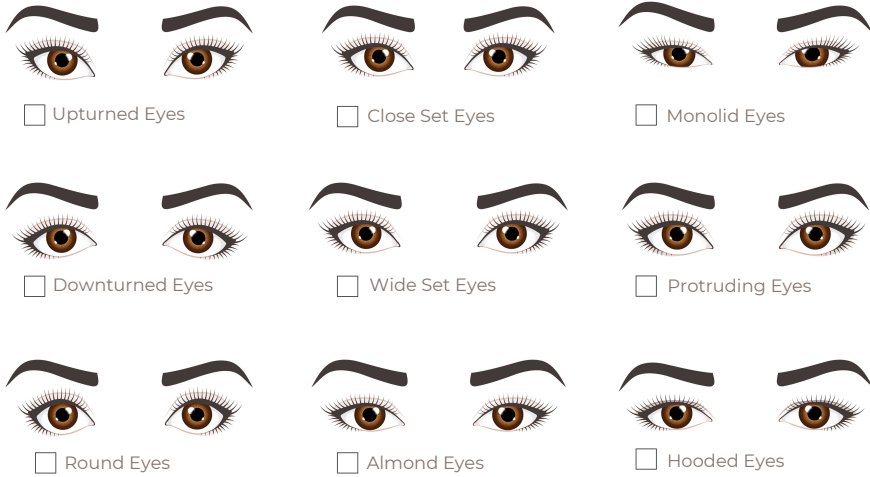 Upturned Eyes
Close Set Eyes
Monolid Eyes
Downturned Eyes
Wide Set Eyes
Protruding Eyes
Round Eyes
Almond Eyes
Hooded Eyes